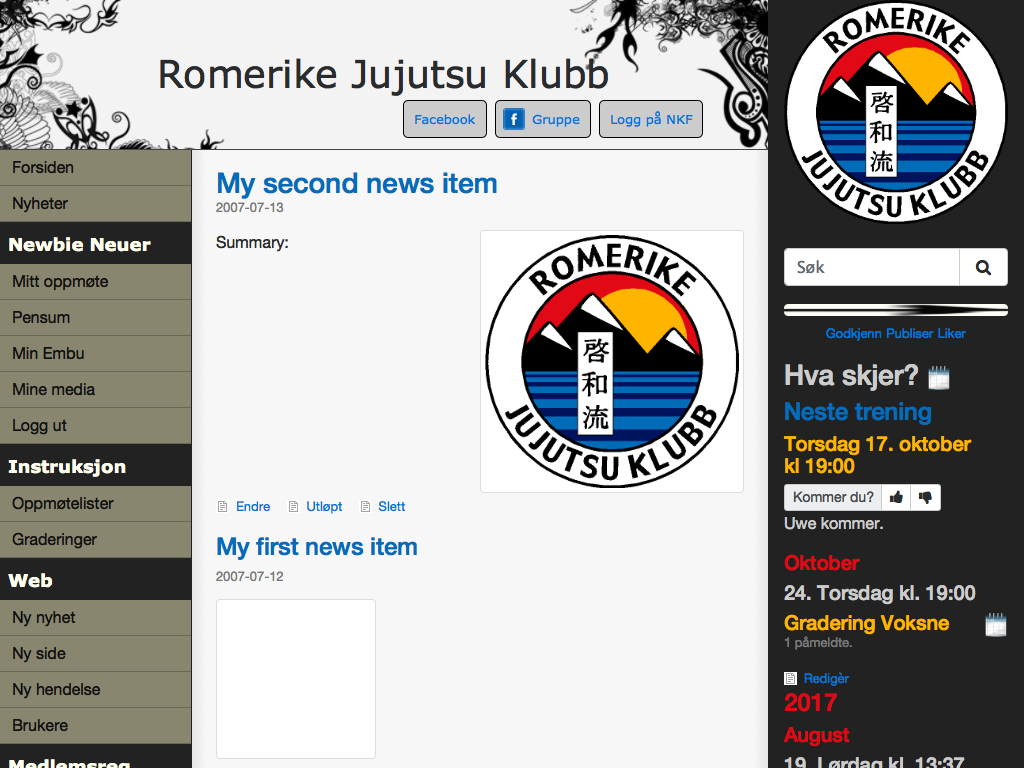 Romerike Jujutsu Klubb
Facebook
Gruppe
Logg på NKF
Forsiden
Nyheter
Newbie Neuer
Mitt oppmøte
Pensum
Min Embu
Mine media
Logg ut
Instruksjon
Oppmøtelister
Graderinger
Web
Ny nyhet
Ny side
Ny hendelse
Brukere
Medlemsreg
My second news item
2007-07-13
Summary:
ROMERIKE
啓和流
JUJUTSU KLUBB
Endre
Utløpt
Slett
My first news item
2007-07-12
ROMERIKE
啓和流
JUJUTSU KLUBB
Søk
Godkjenn Publiser Liker
Hva skjer?
Neste trening
Torsdag 17. oktober
kl 19:00
Kommer du?
Uwe kommer.
Oktober
24. Torsdag kl. 19:00
Gradering Voksne
1 påmeldte.
Redigèr
2017
August
19. Lørdag kl. 13:37